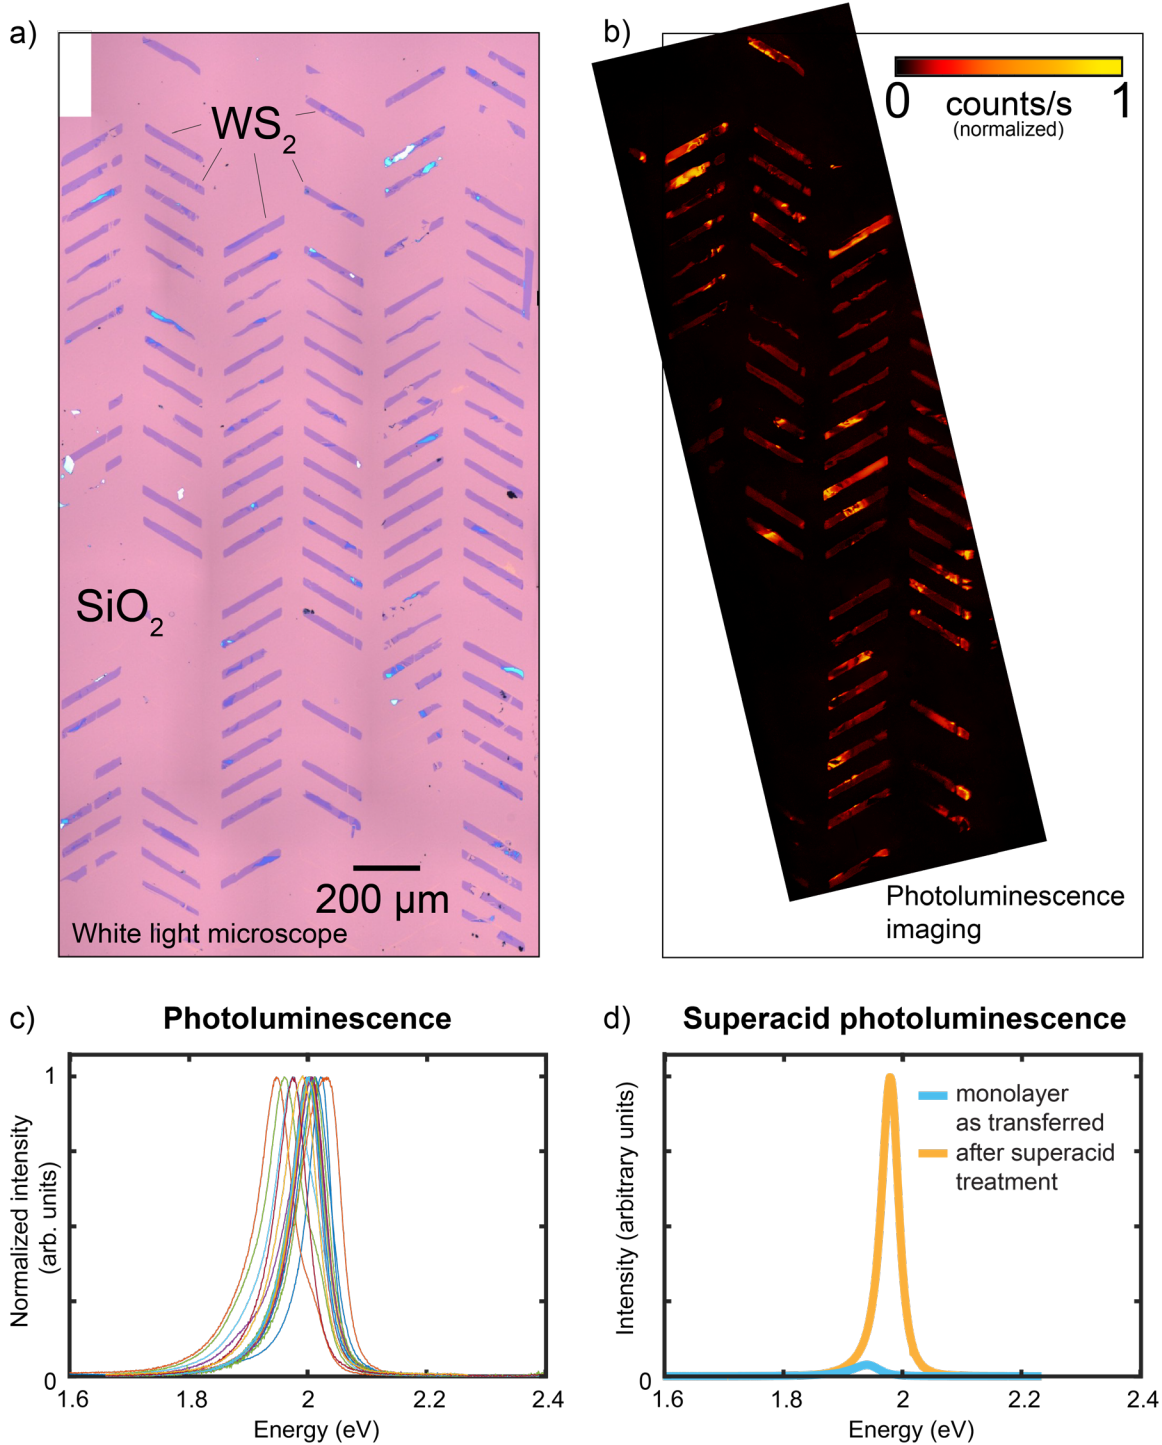 a)
WS2
SiO2
200 μm
White light microscope
b)
0 1
counts/s
(normalized)
Photoluminescence
imaging
c)
Photoluminescence
Normalized intensity
(arb. units)
1
0
1.6 1.8 2 2.2 2.4
Energy (eV)
d)
Superacid photoluminescence
Intensity (arbitrary units)
monolayer
as transferred
after superacid
treatment
1.6 1.8 2 2.2 2.4
Energy (eV)